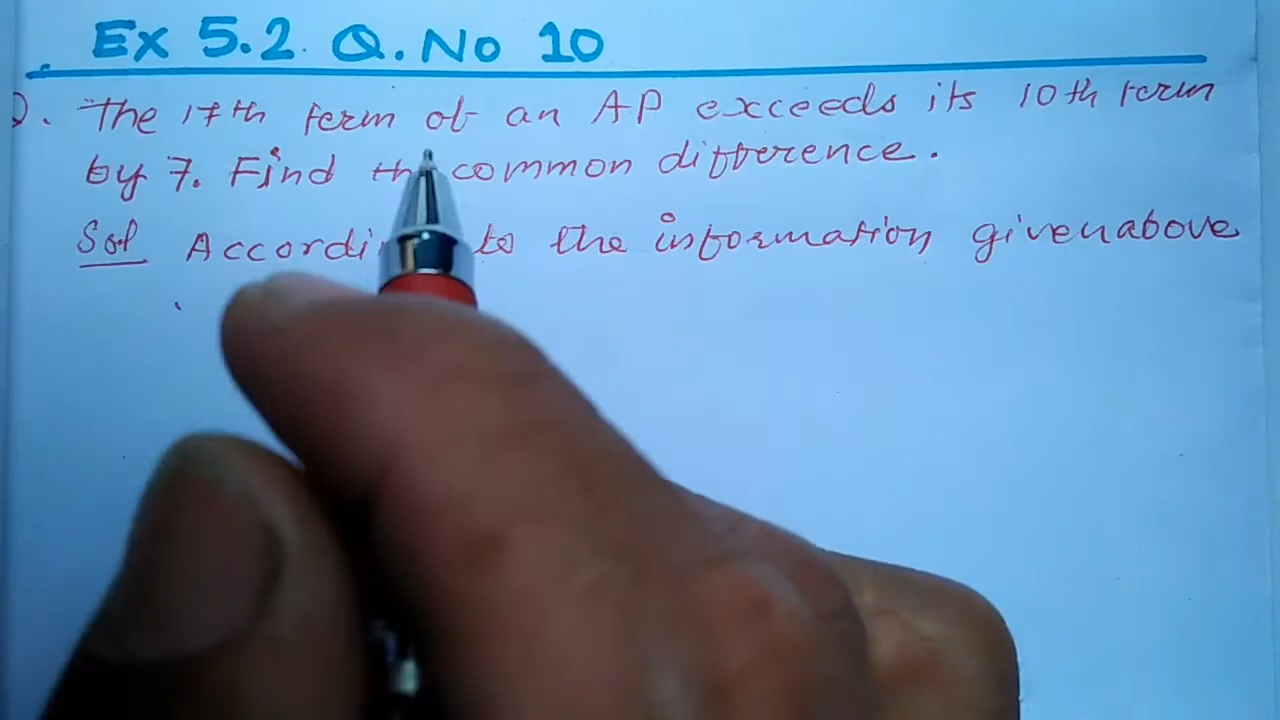 Ex 5.2. Q. No 10
. The 17th term of an AP exceeds its 10th term
by 7. Find common difference.
Sol to the information given above